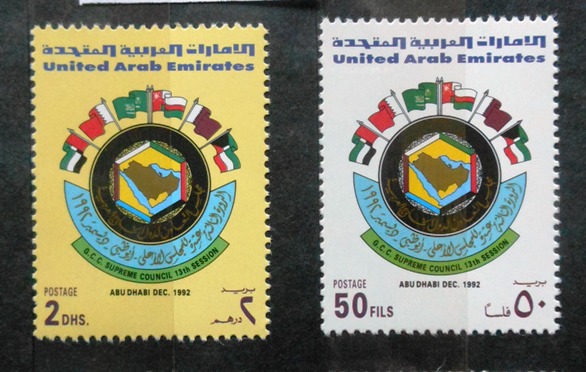 الإمارات العربية المتحدة
United Arab Emirates
G.C.C. SUPREME COUNCIL 13th SESSION
ABU DHABI DEC. 1992
POSTAGE
بريد
2 DHS.
٢ درهم
الإمارات العربية المتحدة
United Arab Emirates
G.C.C. SUPREME COUNCIL 13th SESSION
ABU DHABI DEC. 1992
POSTAGE
بريد
50 FILS
٥٠ فلسًا